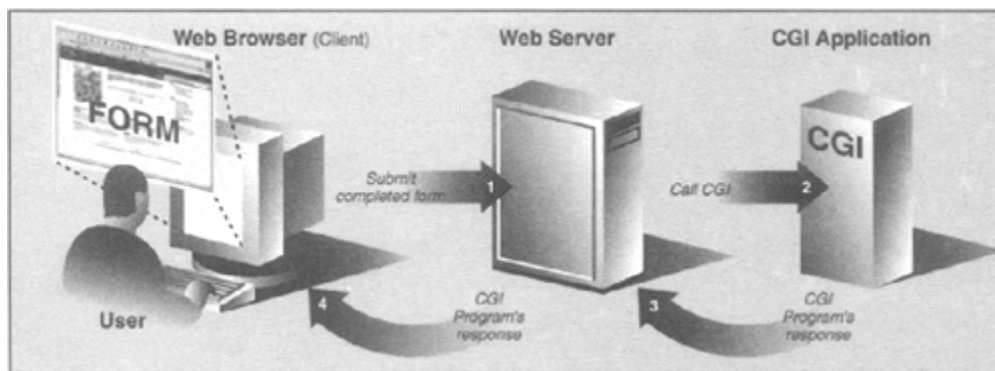 Web Browser (Client)
Web Server
CGI Application
FORM
CGI
Submit
completed form
1
Call CGI
2
4
CGI
Program's
response
3
CGI
Program's
response
User